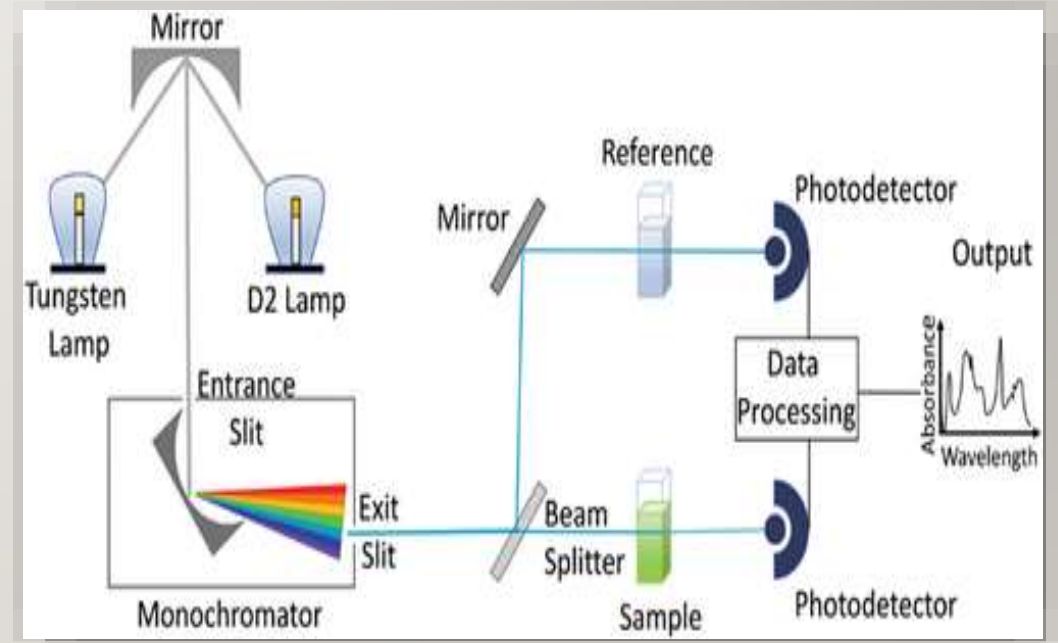 Mirror
Tungsten
Lamp
D2 Lamp
Entrance
Slit
Exit
Slit
Monochromator
Mirror
Reference
Photodetector
Beam
Splitter
Sample
Photodetector
Data
Processing
Output
Absorbance
Wavelength